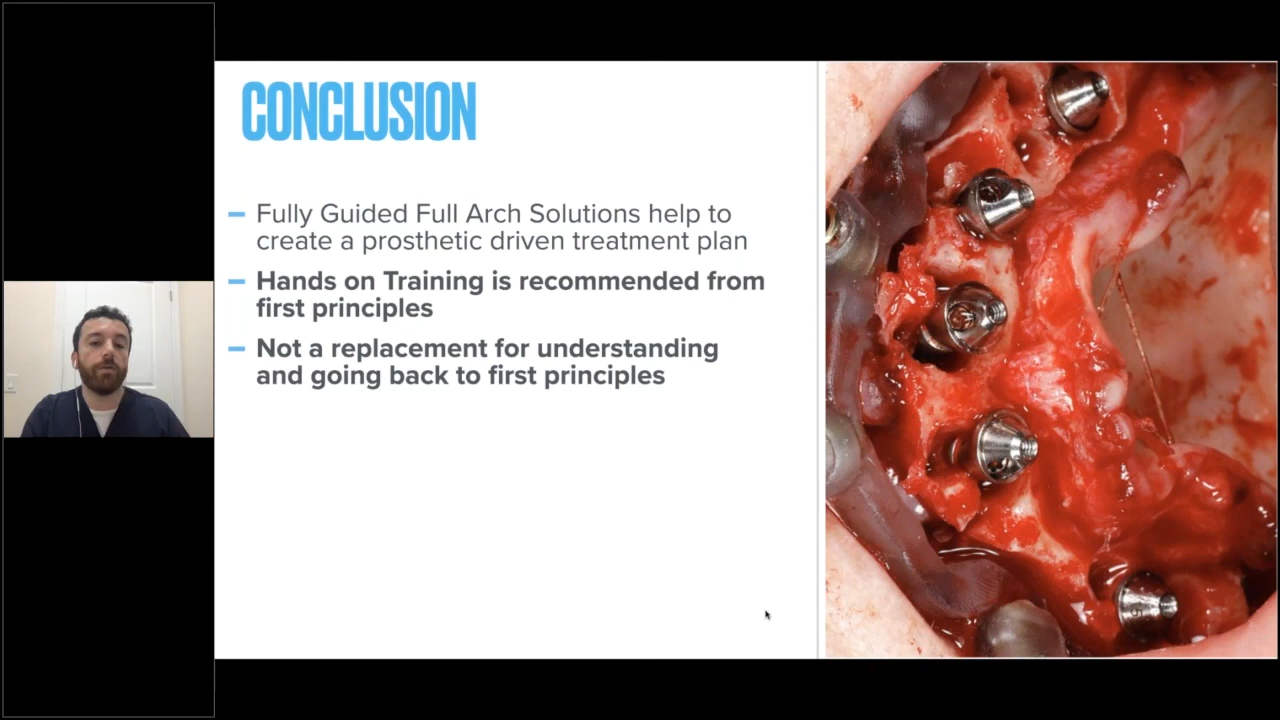 CONCLUSION
Fully Guided Full Arch Solutions help to
create a prosthetic driven treatment plan
Hands on Training is recommended from
first principles
Not a replacement for understanding
and going back to first principles